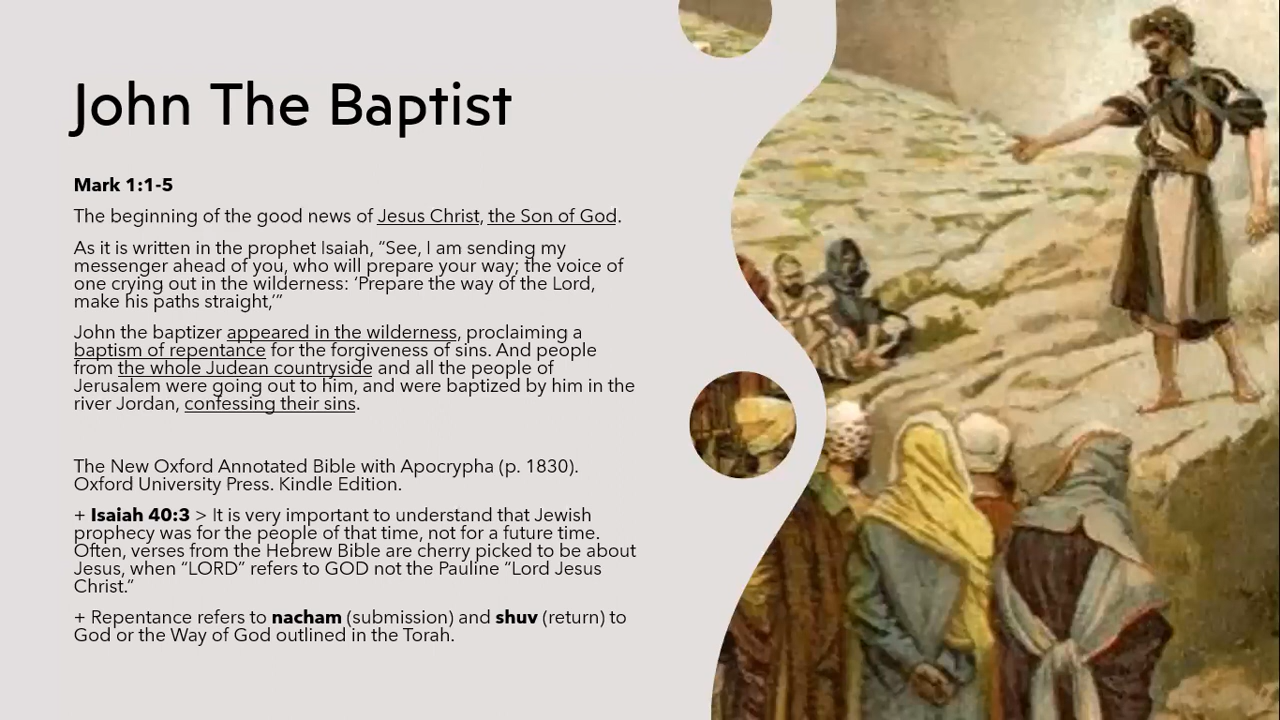 John The Baptist
Mark 1:1-5
The beginning of the good news of Jesus Christ, the Son of God.
As it is written in the prophet Isaiah, “See, I am sending my
messenger ahead of you, who will prepare your way; the voice of
one crying out in the wilderness: ‘Prepare the way of the Lord,
make his paths straight,’”
John the baptizer appeared in the wilderness, proclaiming a
baptism of repentance for the forgiveness of sins. And people
from the whole Judean countryside and all the people of
Jerusalem were going out to him, and were baptized by him in the
river Jordan, confessing their sins.
The New Oxford Annotated Bible with Apocrypha (p. 1830).
Oxford University Press. Kindle Edition.
+ Isaiah 40:3 > It is very important to understand that Jewish
prophecy was for the people of that time, not for a future time.
Often, verses from the Hebrew Bible are cherry picked to be about
Jesus, when “LORD” refers to GOD not the Pauline “Lord Jesus
Christ.”
+ Repentance refers to nacham (submission) and shuv (return) to
God or the Way of God outlined in the Torah.